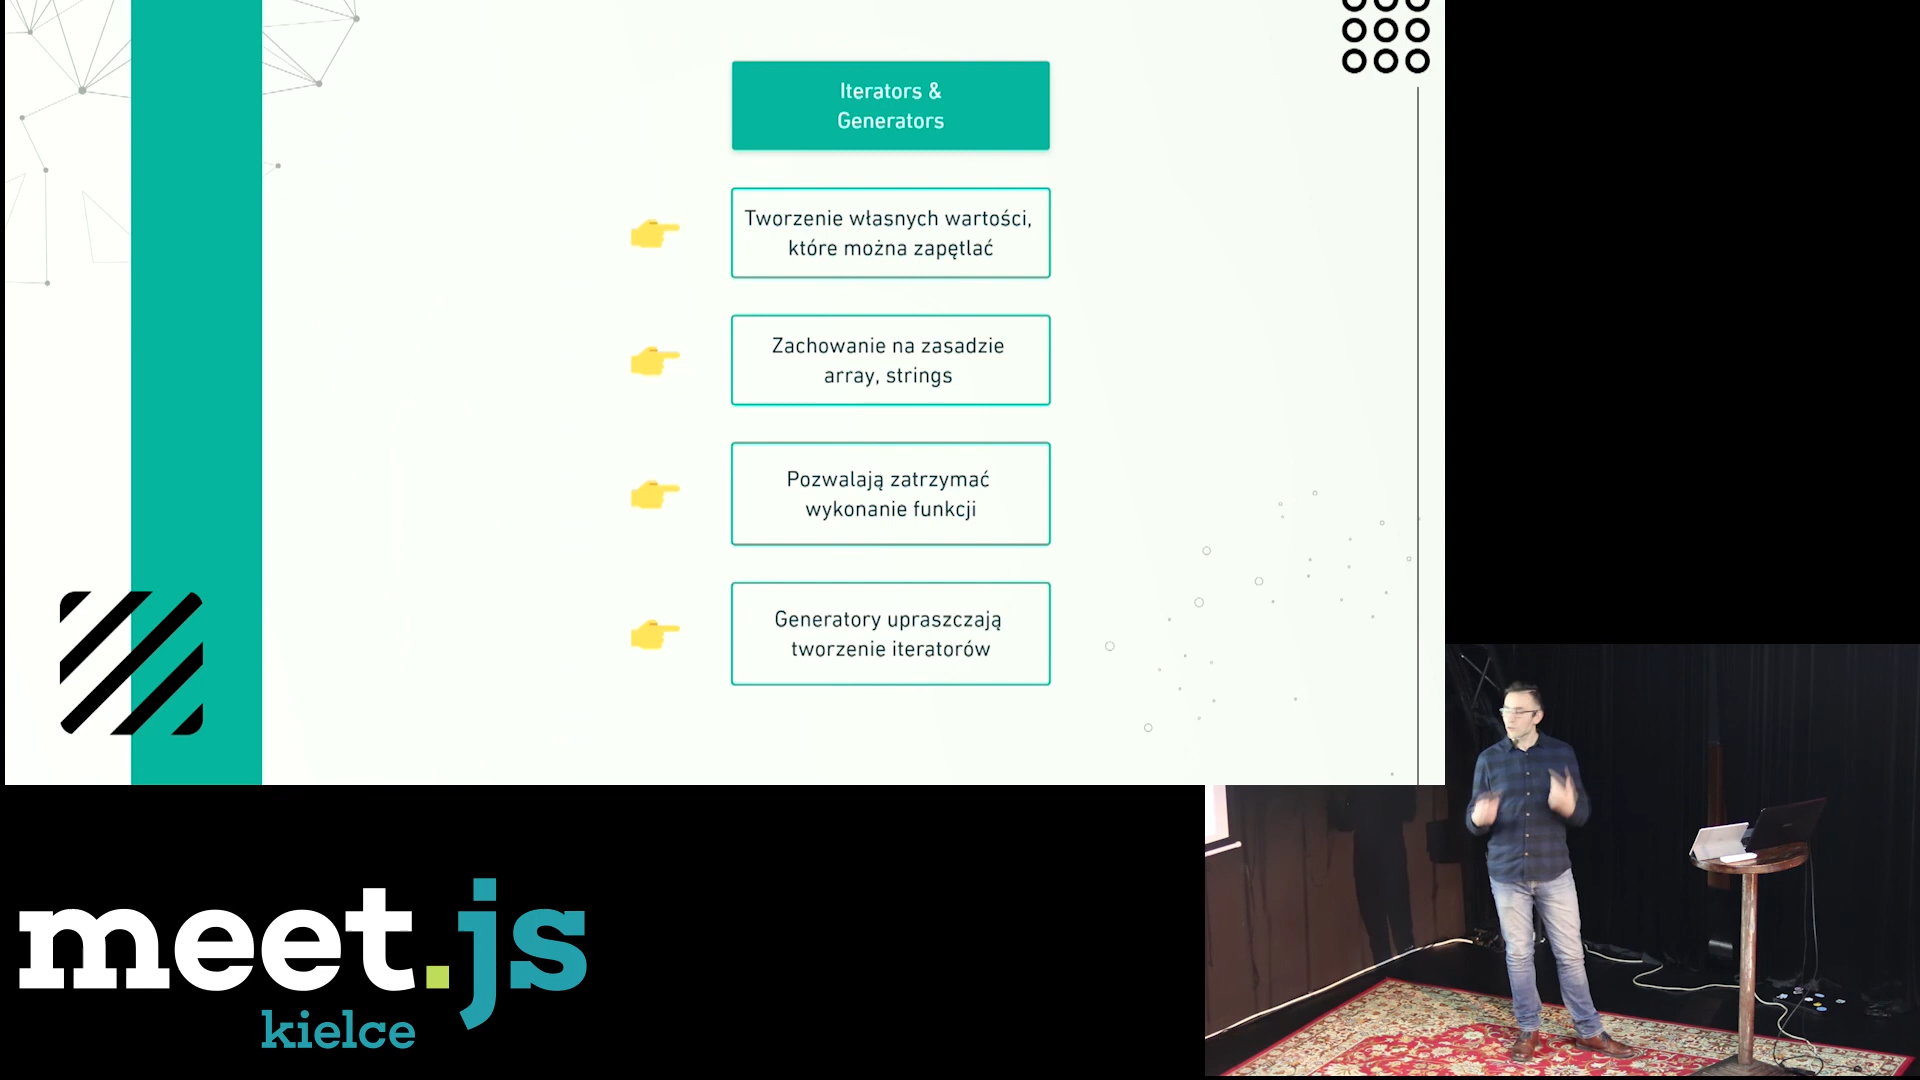 Iterators &
Generators
Tworzenie własnych wartości,
które można zapętlać
Zachowanie na zasadzie
array, strings
Pozwalają zatrzymać
wykonanie funkcji
Generatory upraszczają
tworzenie iteratorów
meet.js
kielce